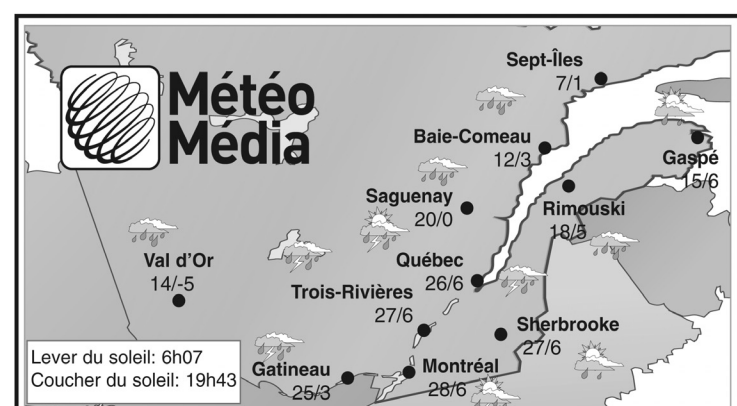 Météo
Média
Sept-Îles
7/1
Baie-Comeau
12/3
Gaspé
15/6
Saguenay
20/0
Rimouski
18/5
Val d'Or
14/-5
Québec
26/6
Trois-Rivières
27/6
Sherbrooke
27/6
Lever du soleil: 6h07
Coucher du soleil: 19h43
Gatineau
25/3
Montréal
28/6